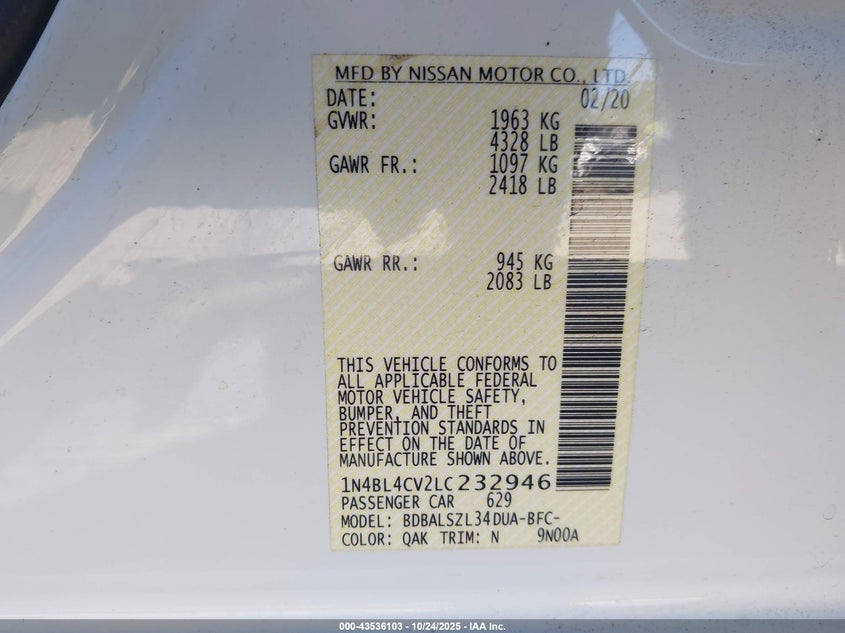 MFD BY NISSAN MOTOR CO., LTD.
DATE: 02/20
GVWR: 1963 KG
4328 LB
GAWR FR.: 1097 KG
2418 LB
GAWR RR.: 945 KG
2083 LB
THIS VEHICLE CONFORMS TO
ALL APPLICABLE FEDERAL
MOTOR VEHICLE SAFETY,
BUMPER, AND THEFT
PREVENTION STANDARDS IN
EFFECT ON THE DATE OF
MANUFACTURE SHOWN ABOVE.
1N4BL4CV2LC232946
PASSENGER CAR 629
MODEL: BDBALSZL34DUA-BFC-
COLOR: QAK TRIM: N 9N00A
000-43536103 - 10/24/2025 - IAA Inc.